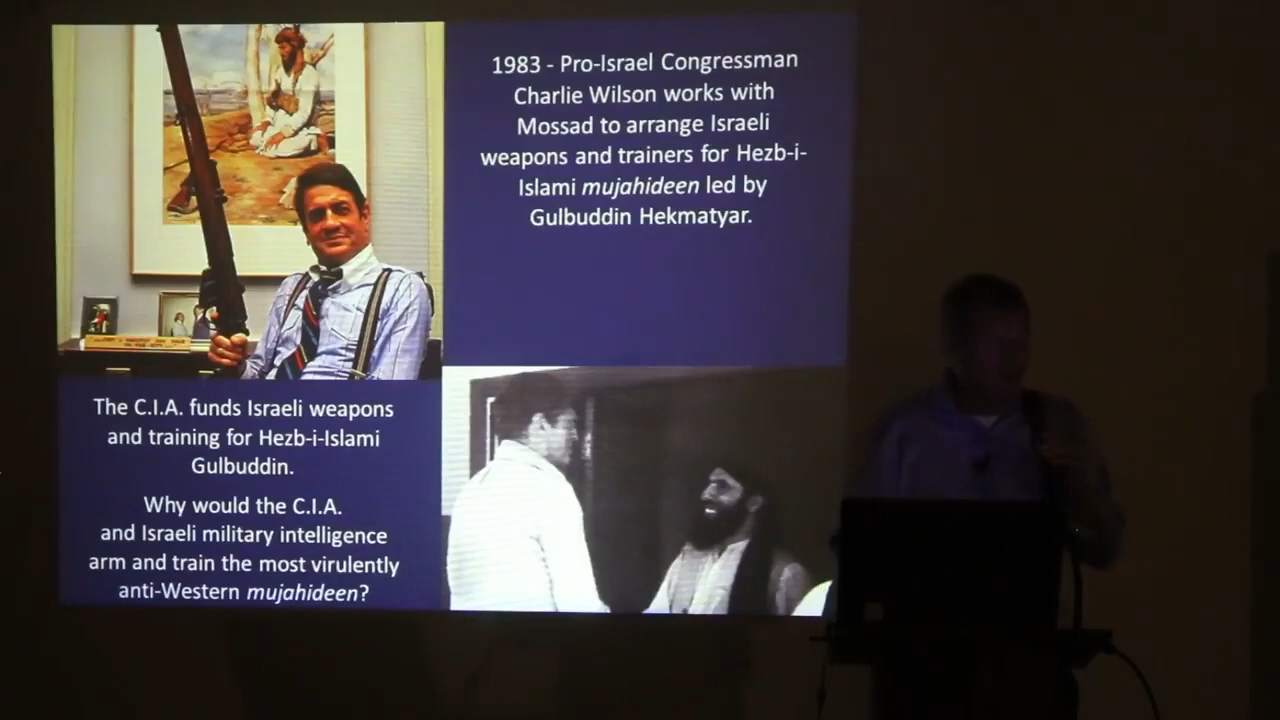 1983 - Pro-Israel Congressman
Charlie Wilson works with
Mossad to arrange Israeli
weapons and trainers for Hezb-i-
Islami mujahideen led by
Gulbuddin Hekmatyar.
The C.I.A. funds Israeli weapons
and training for Hezb-i-Islami
Gulbuddin.
Why would the C.I.A.
and Israeli military intelligence
arm and train the most virulently
anti-Western mujahideen?